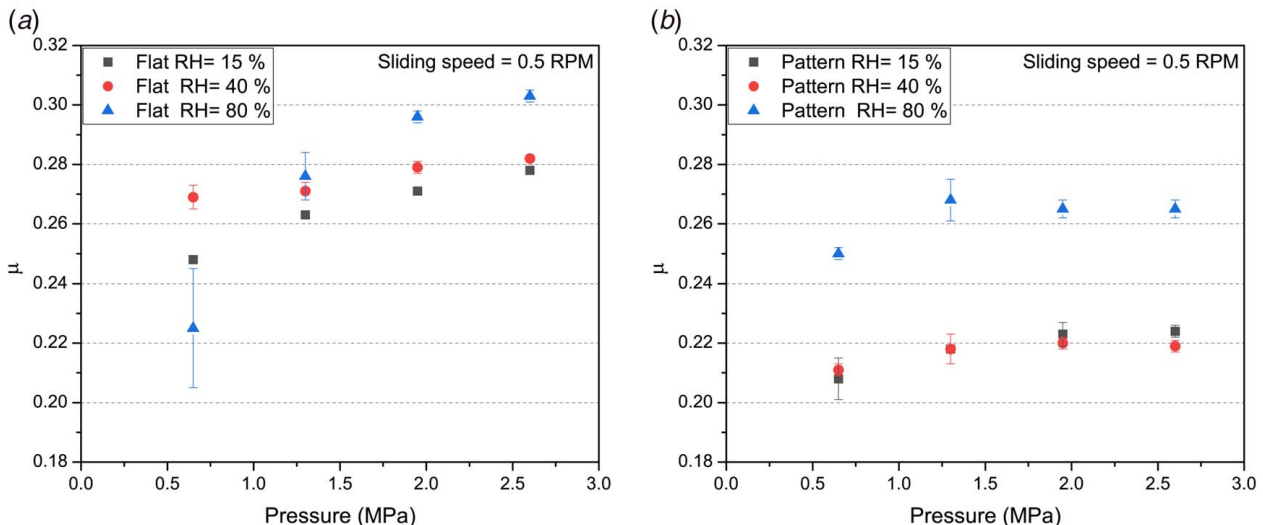 (a)
0.32
0.30
0.28
0.26
0.24
0.22
0.20
0.18
μ
Flat RH= 15 %
Flat RH= 40 %
Flat RH= 80 %
Sliding speed = 0.5 RPM
0.0 0.5 1.0 1.5 2.0 2.5 3.0
Pressure (MPa)
(b)
0.32
0.30
0.28
0.26
0.24
0.22
0.20
0.18
μ
Pattern RH= 15 %
Pattern RH= 40 %
Pattern RH= 80 %
Sliding speed = 0.5 RPM
0.0 0.5 1.0 1.5 2.0 2.5 3.0
Pressure (MPa)